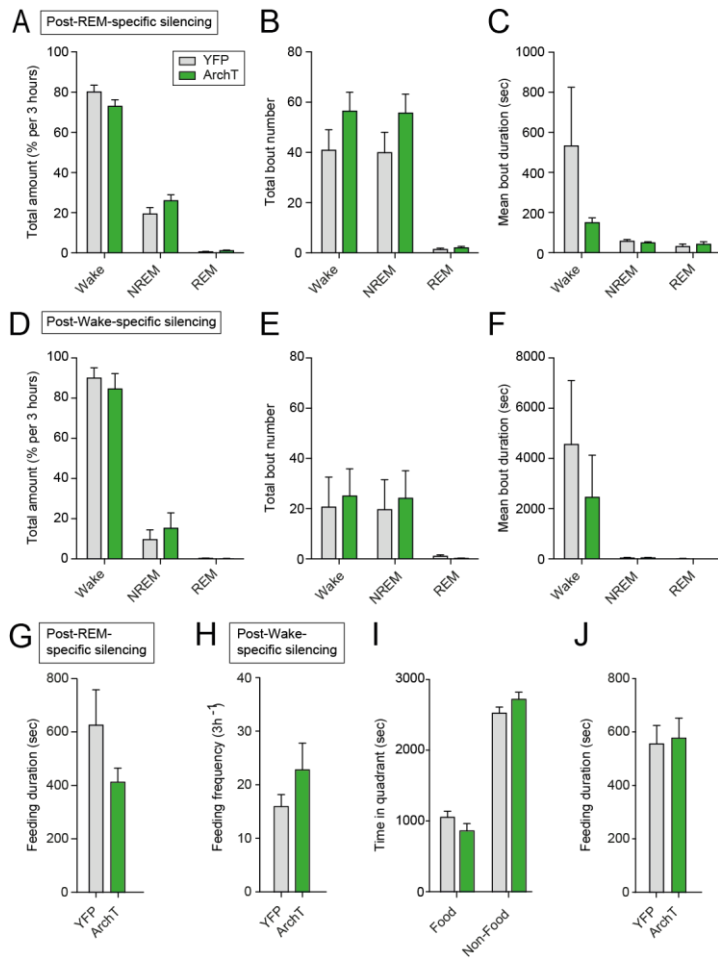 A
Post-REM-specific silencing
Total amount (% per 3 hours)
100
80
60
40
20
0
YFP
ArchT
Wake
NREM
REM
B
Total bout number
80
60
40
20
0
Wake
NREM
REM
C
Mean bout duration (sec)
1000
800
600
400
200
0
Wake
NREM
REM
D
Post-Wake-specific silencing
Total amount (% per 3 hours)
100
80
60
40
20
0
Wake
NREM
REM
E
Total bout number
80
60
40
20
0
Wake
NREM
REM
F
Mean bout duration (sec)
8000
6000
4000
2000
0
Wake
NREM
REM
G
Post-REM-
specific silencing
Feeding duration (sec)
800
600
400
200
0
YFP
ArchT
H
Post-Wake-
specific silencing
Feeding frequency (3h-1)
40
30
20
10
0
YFP
ArchT
I
Time in quadrant (sec)
3000
2000
1000
0
Food
Non-Food
J
Feeding duration (sec)
800
600
400
200
0
YFP
ArchT